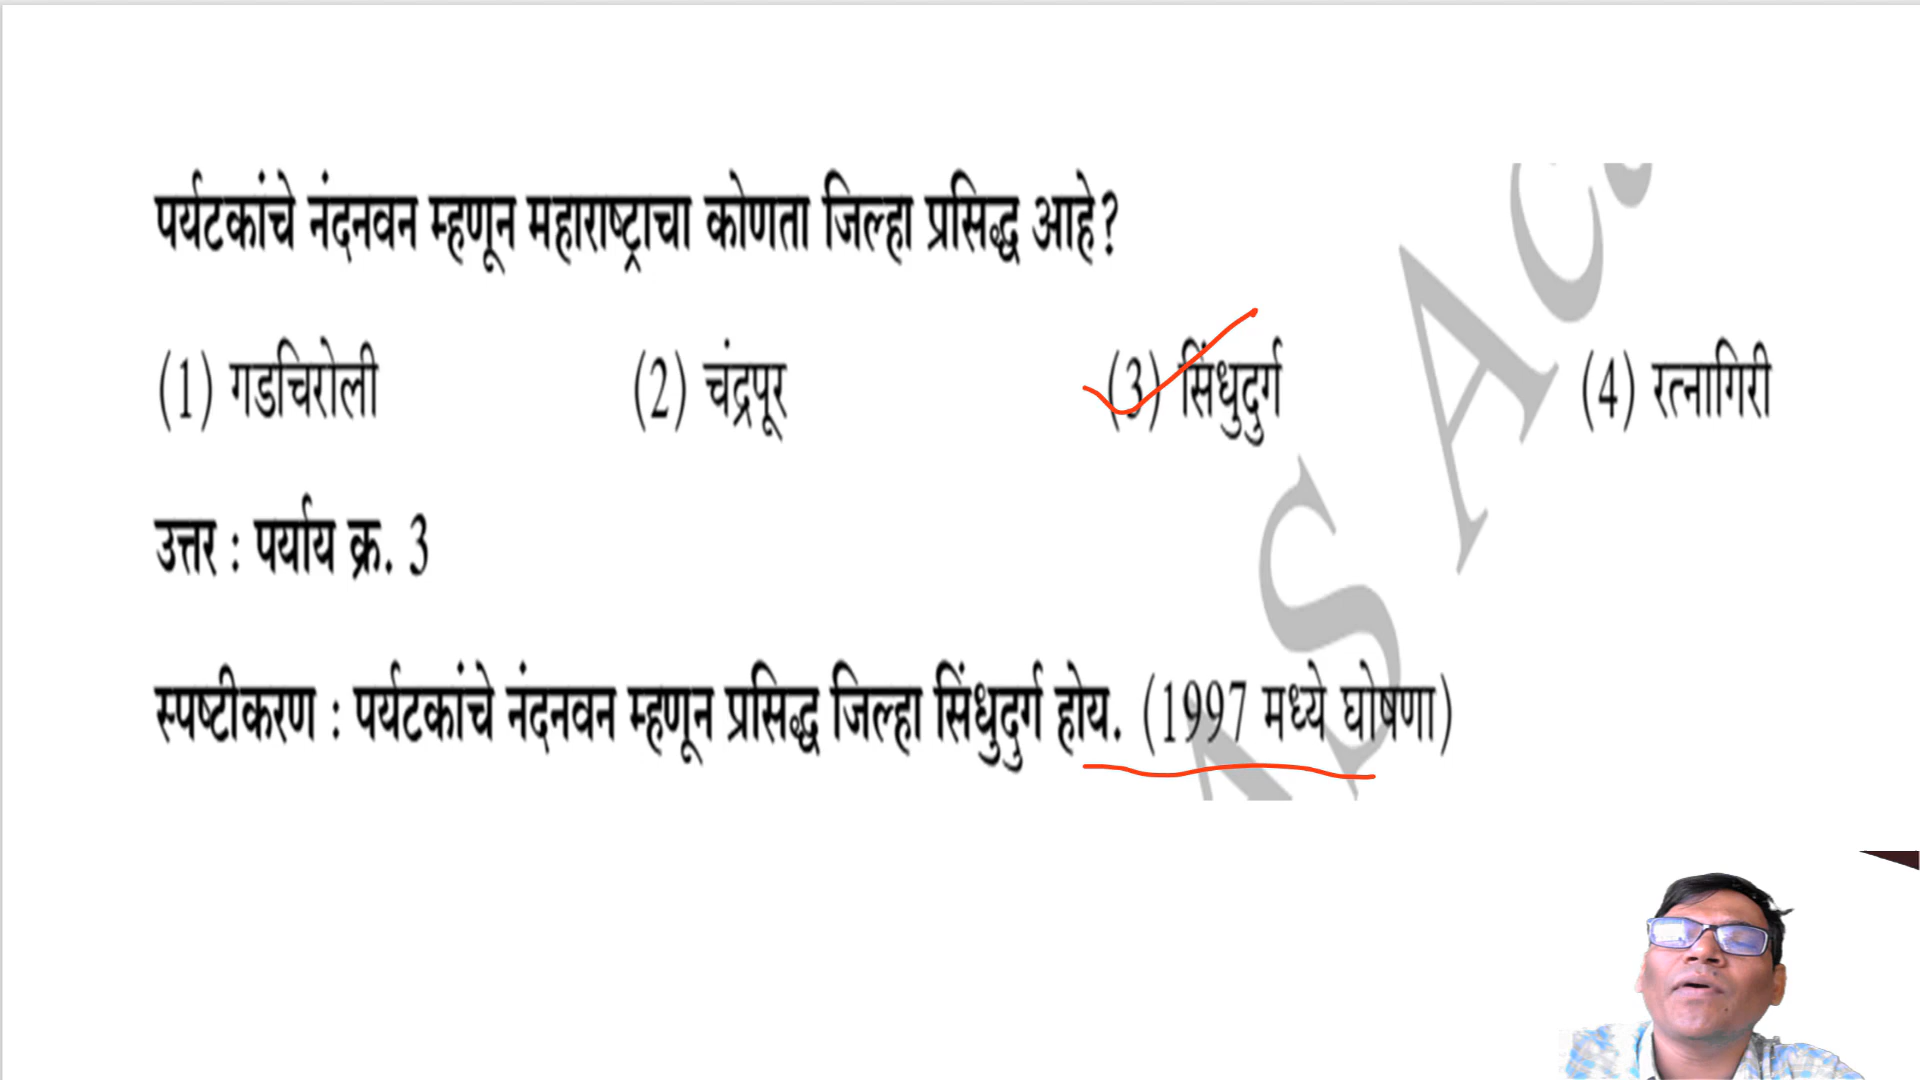 पर्यटकांचे नंदनवन म्हणून महाराष्ट्राचा कोणता जिल्हा प्रसिद्ध आहे?
(1) गडचिरोली (2) चंद्रपूर (3) सिंधुदुर्ग (4) रत्नागिरी
उत्तर : पर्याय क्र. 3
स्पष्टीकरण : पर्यटकांचे नंदनवन म्हणून प्रसिद्ध जिल्हा सिंधुदुर्ग होय. (1997 मध्ये घोषणा)